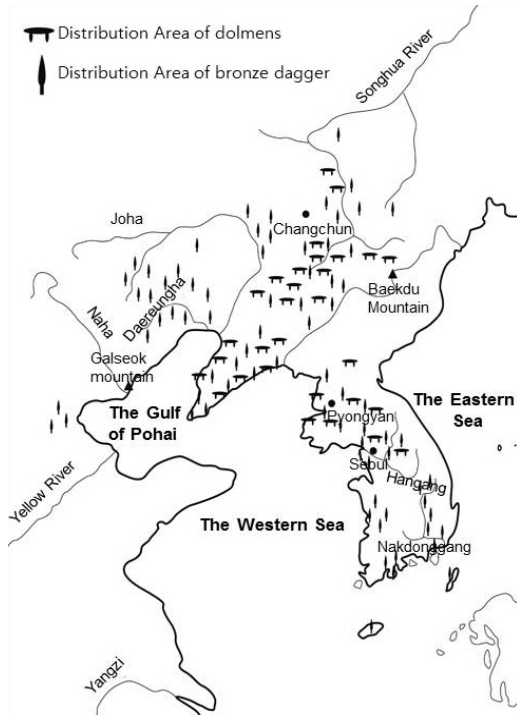 Distribution Area of dolmens
Distribution Area of bronze dagger
Songhua River
Joha
Changchun
Naha
Daereungha
Baekdu
Mountain
Galseok
mountain
The Gulf
of Pohai
Pyongyan
The Eastern
Sea
Seoul
Hangang
Yellow River
The Western Sea
Nakdonggang
Yangzi